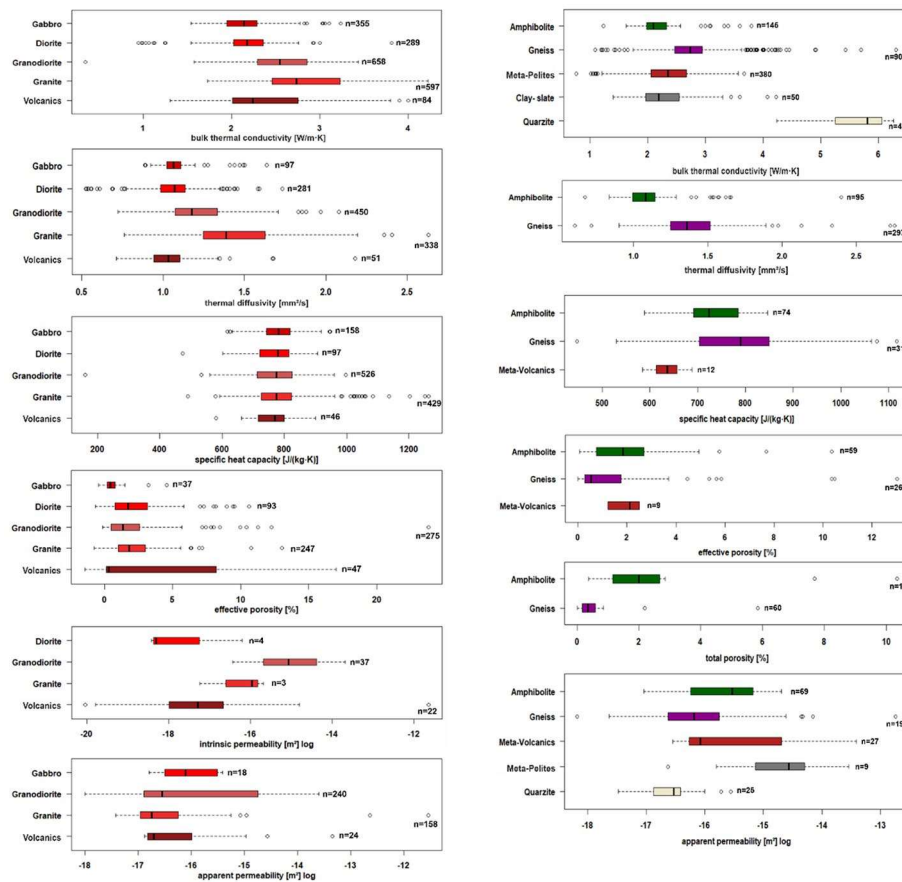 Gabbro n=355
Diorite n=289
Granodiorite n=658
Granite n=597
Volcanics n=84
1 2 3 4
bulk thermal conductivity [W/m·K]
Gabbro n=97
Diorite n=281
Granodiorite n=450
Granite n=338
Volcanics n=51
0.5 1.0 1.5 2.0 2.5
thermal diffusivity [mm²/s]
Gabbro n=158
Diorite n=97
Granodiorite n=526
Granite n=429
Volcanics n=46
200 400 600 800 1000 1200
specific heat capacity [J/(kg·K)]
Gabbro n=37
Diorite n=93
Granodiorite n=275
Granite n=247
Volcanics n=47
0 5 10 15 20
effective porosity [%]
Diorite n=4
Granodiorite n=37
Granite n=3
Volcanics n=22
-20 -18 -16 -14 -12
intrinsic permeability [m²] log
Gabbro n=18
Granodiorite n=240
Granite n=158
Volcanics n=24
-18 -17 -16 -15 -14 -13 -12
apparent permeability [m²] log
Amphibolite n=146
Gneiss n=90
Meta-Pelites n=380
Clay- slate n=50
Quarzite n=4
1 2 3 4 5 6
bulk thermal conductivity [W/m·K]
Amphibolite n=95
Gneiss n=297
0.5 1.0 1.5 2.0 2.5
thermal diffusivity [mm²/s]
Amphibolite n=74
Gneiss n=31
Meta-Volcanics n=12
500 600 700 800 900 1000 1100
specific heat capacity [J/(kg·K)]
Amphibolite n=59
Gneiss n=26
Meta-Volcanics n=9
0 2 4 6 8 10 12
effective porosity [%]
Amphibolite n=1
Gneiss n=60
0 2 4 6 8 10
total porosity [%]
Amphibolite n=69
Gneiss n=19
Meta-Volcanics n=27
Meta-Pelites n=9
Quarzite n=25
-18 -17 -16 -15 -14 -13
apparent permeability [m²] log